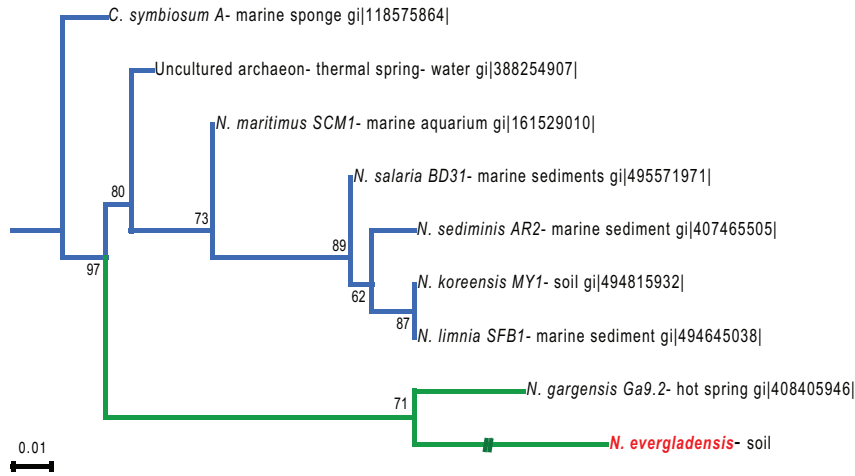 C. symbiosum A- marine sponge gi|118575864|
Uncultured archaeon- thermal spring- water gi|388254907|
N. maritimus SCM1- marine aquarium gi|161529010|
N. salaria BD31- marine sediments gi|495571971|
80
73
N. sediminis AR2- marine sediment gi|407465505|
89
97
N. koreensis MY1- soil gi|494815932|
62
87
N. limnia SFB1- marine sediment gi|494645038|
N. gargensis Ga9.2- hot spring gi|408405946|
71
N. evergladensis- soil
0.01